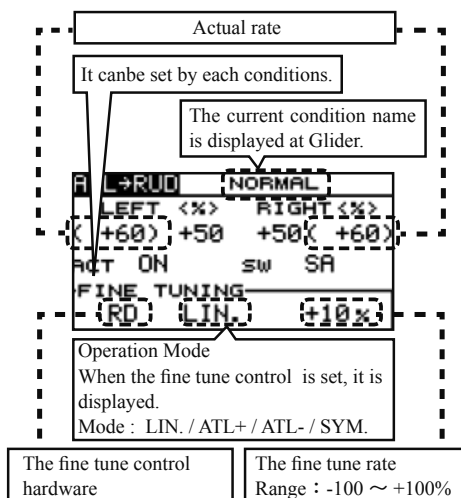 Actual rate
It canbe set by each conditions.
The current condition name
is displayed at Glider.
AIL→RUD NORMAL
LEFT <%> RIGHT <%>
( +60) +50 +50( +60)
ACT ON SW SA
FINE TUNING
RD LIN. +10%
Operation Mode
When the fine tune control is set, it is
displayed.
Mode : LIN. / ATL+ / ATL- / SYM.
The fine tune control
hardware
The fine tune rate
Range : -100 ～ +100%